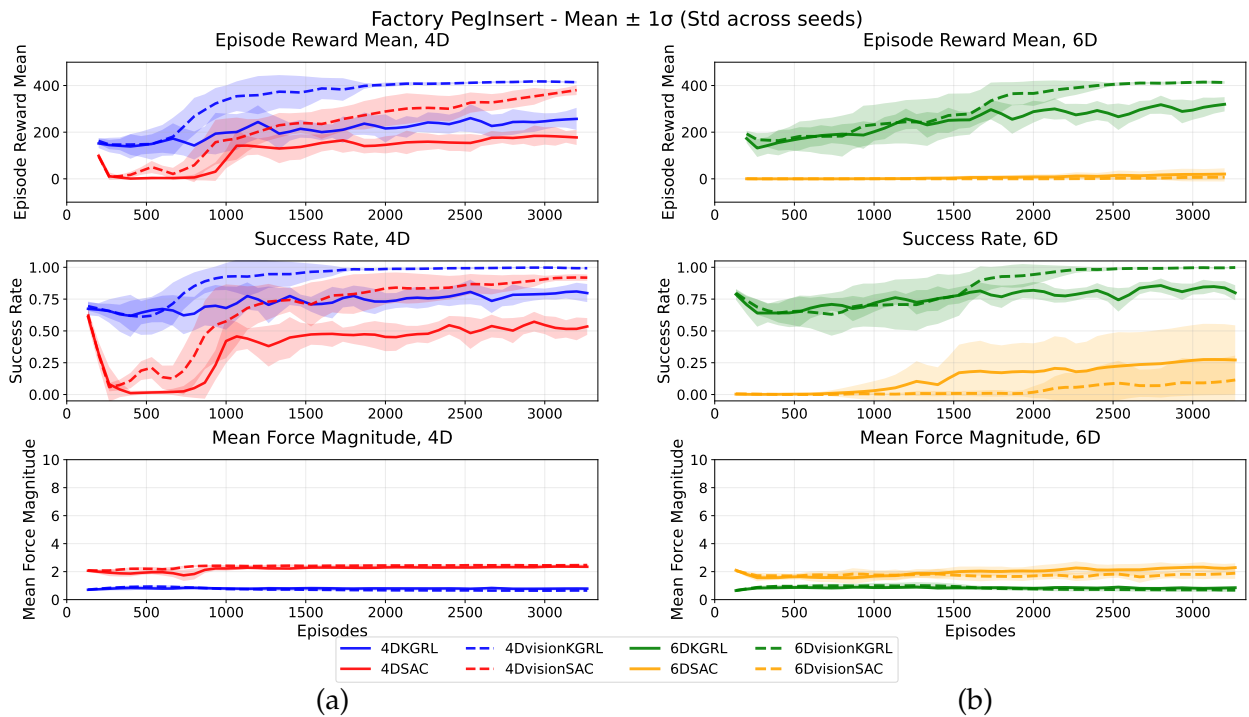 Factory PegInsert - Mean ± 1σ (Std across seeds)
Episode Reward Mean, 4D
Episode Reward Mean
400
200
0
0 500 1000 1500 2000 2500 3000
Episode Reward Mean, 6D
Episode Reward Mean
400
200
0
0 500 1000 1500 2000 2500 3000
Success Rate, 4D
Success Rate
1.00
0.75
0.50
0.25
0.00
0 500 1000 1500 2000 2500 3000
Success Rate, 6D
Success Rate
1.00
0.75
0.50
0.25
0.00
0 500 1000 1500 2000 2500 3000
Mean Force Magnitude, 4D
Mean Force Magnitude
10
8
6
4
2
0
0 500 1000 1500 2000 2500 3000
Episodes
Mean Force Magnitude, 6D
Mean Force Magnitude
10
8
6
4
2
0
0 500 1000 1500 2000 2500 3000
Episodes
4DKGRL 4DvisionKGRL 6DKGRL 6DvisionKGRL
4DSAC 4DvisionSAC 6DSAC 6DvisionSAC
(a) (b)